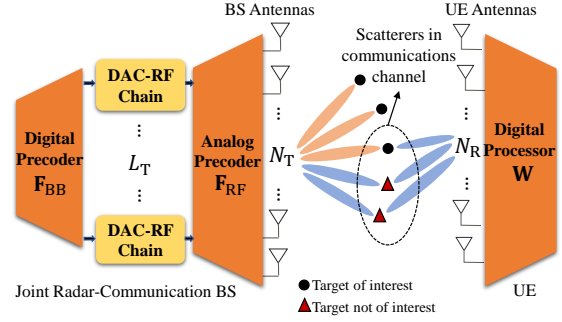 BS Antennas
UE Antennas
Scatterers in
communications
channel
DAC-RF
Chain
Digital
Precoder
F_BB
⋮
L_T
⋮
Analog
Precoder
F_RF
⋮
N_T
⋮
⋮
N_R
⋮
Digital
Processor
W
DAC-RF
Chain
Joint Radar-Communication BS
Target of interest
Target not of interest
UE